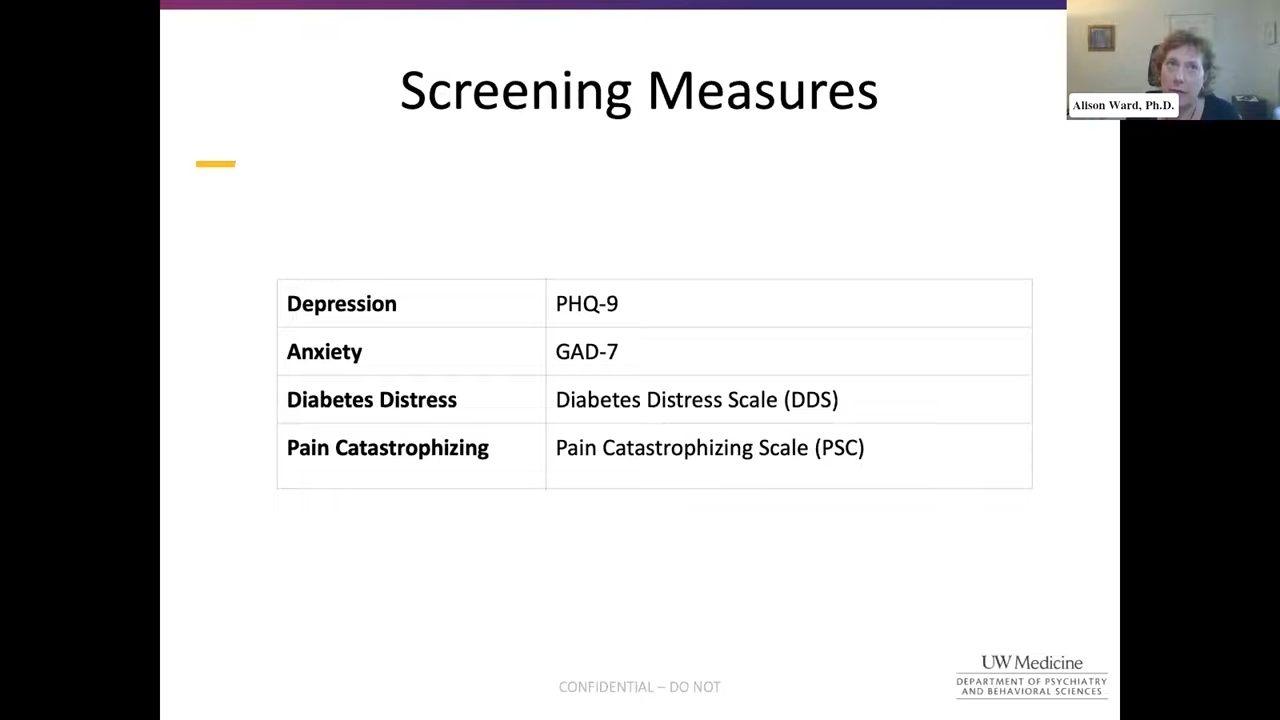 Screening Measures
Alison Ward, Ph.D.
Depression PHQ-9
Anxiety GAD-7
Diabetes Distress Diabetes Distress Scale (DDS)
Pain Catastrophizing Pain Catastrophizing Scale (PSC)
CONFIDENTIAL – DO NOT
UW Medicine
DEPARTMENT OF PSYCHIATRY
AND BEHAVIORAL SCIENCES